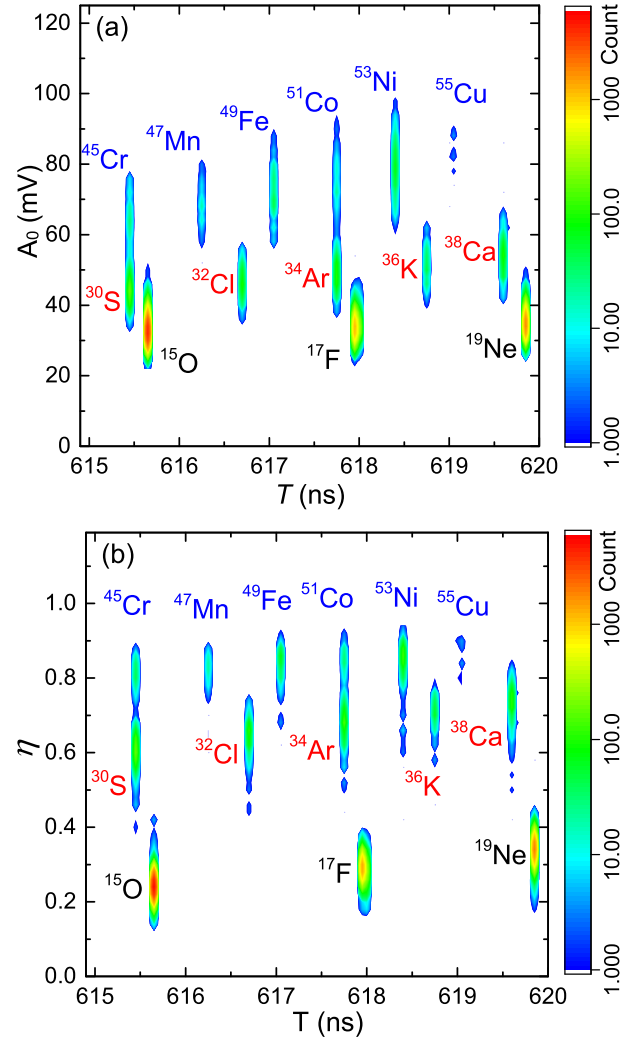 (a)
A₀ (mV)
120
100
80
60
40
20
0
⁴⁵Cr
⁴⁷Mn
⁴⁹Fe
⁵¹Co
⁵³Ni
⁵⁵Cu
³⁰S
³²Cl
³⁴Ar
³⁶K
³⁸Ca
¹⁵O
¹⁷F
¹⁹Ne
615 616 617 618 619 620
T (ns)
Count
1000
100.0
10.00
1.000
(b)
η
1.0
0.8
0.6
0.4
0.2
0.0
⁴⁵Cr
⁴⁷Mn
⁴⁹Fe
⁵¹Co
⁵³Ni
⁵⁵Cu
³⁰S
³²Cl
³⁴Ar
³⁶K
³⁸Ca
¹⁵O
¹⁷F
¹⁹Ne
615 616 617 618 619 620
T (ns)
Count
1000
100.0
10.00
1.000